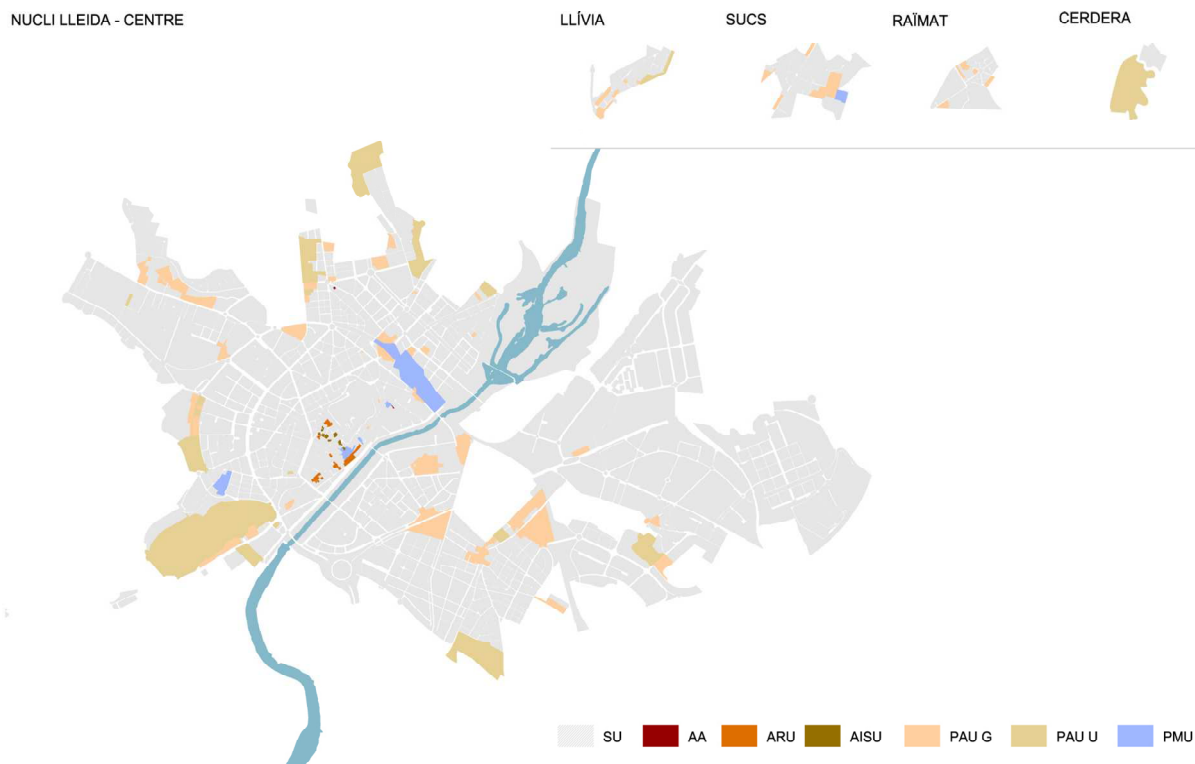 NUCLI LLEIDA - CENTRE
LLÍVIA
SUCS
RAÏMAT
CERDERA
SU
AA
ARU
AISU
PAU G
PAU U
PMU